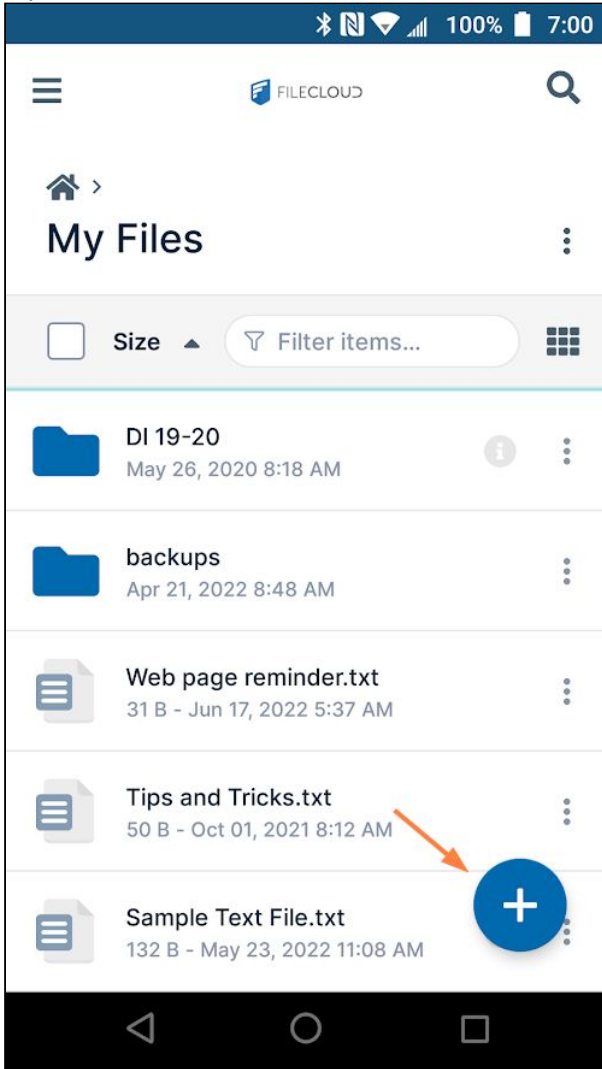 100% 7:00
FILECLOUD
My Files
Size Filter items...
DI 19-20
May 26, 2020 8:18 AM
backups
Apr 21, 2022 8:48 AM
Web page reminder.txt
31 B - Jun 17, 2022 5:37 AM
Tips and Tricks.txt
50 B - Oct 01, 2021 8:12 AM
Sample Text File.txt
132 B - May 23, 2022 11:08 AM